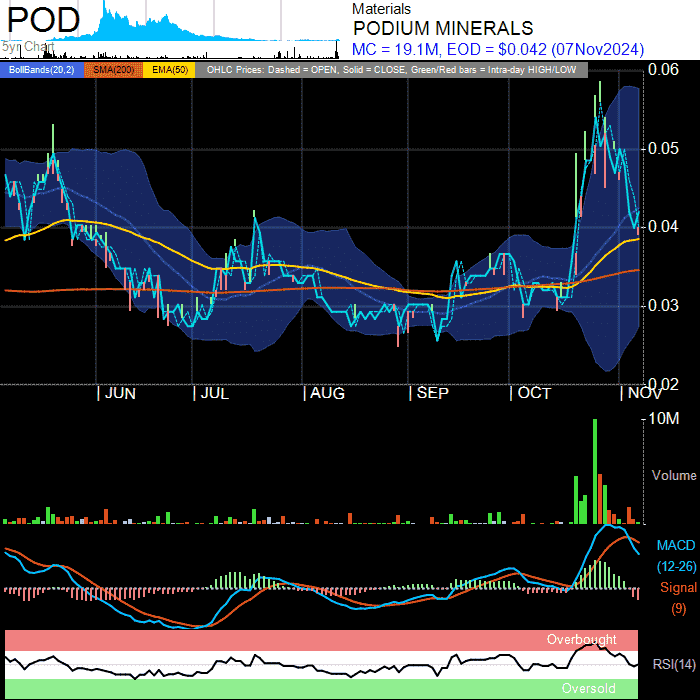 POD
5yr Chart
Materials
PODIUM MINERALS
MC = 19.1M, EOD = $0.042 (07Nov2024)
BollBands(20,2) SMA(200) EMA(50) OHLC Prices: Dashed = OPEN, Solid = CLOSE, Green/Red bars = Intra-day HIGH/LOW
0.06
0.05
0.04
0.03
0.02
JUN JUL AUG SEP OCT NOV
10M
Volume
MACD
(12-26)
Signal
(9)
Overbought
RSI(14)
Oversold